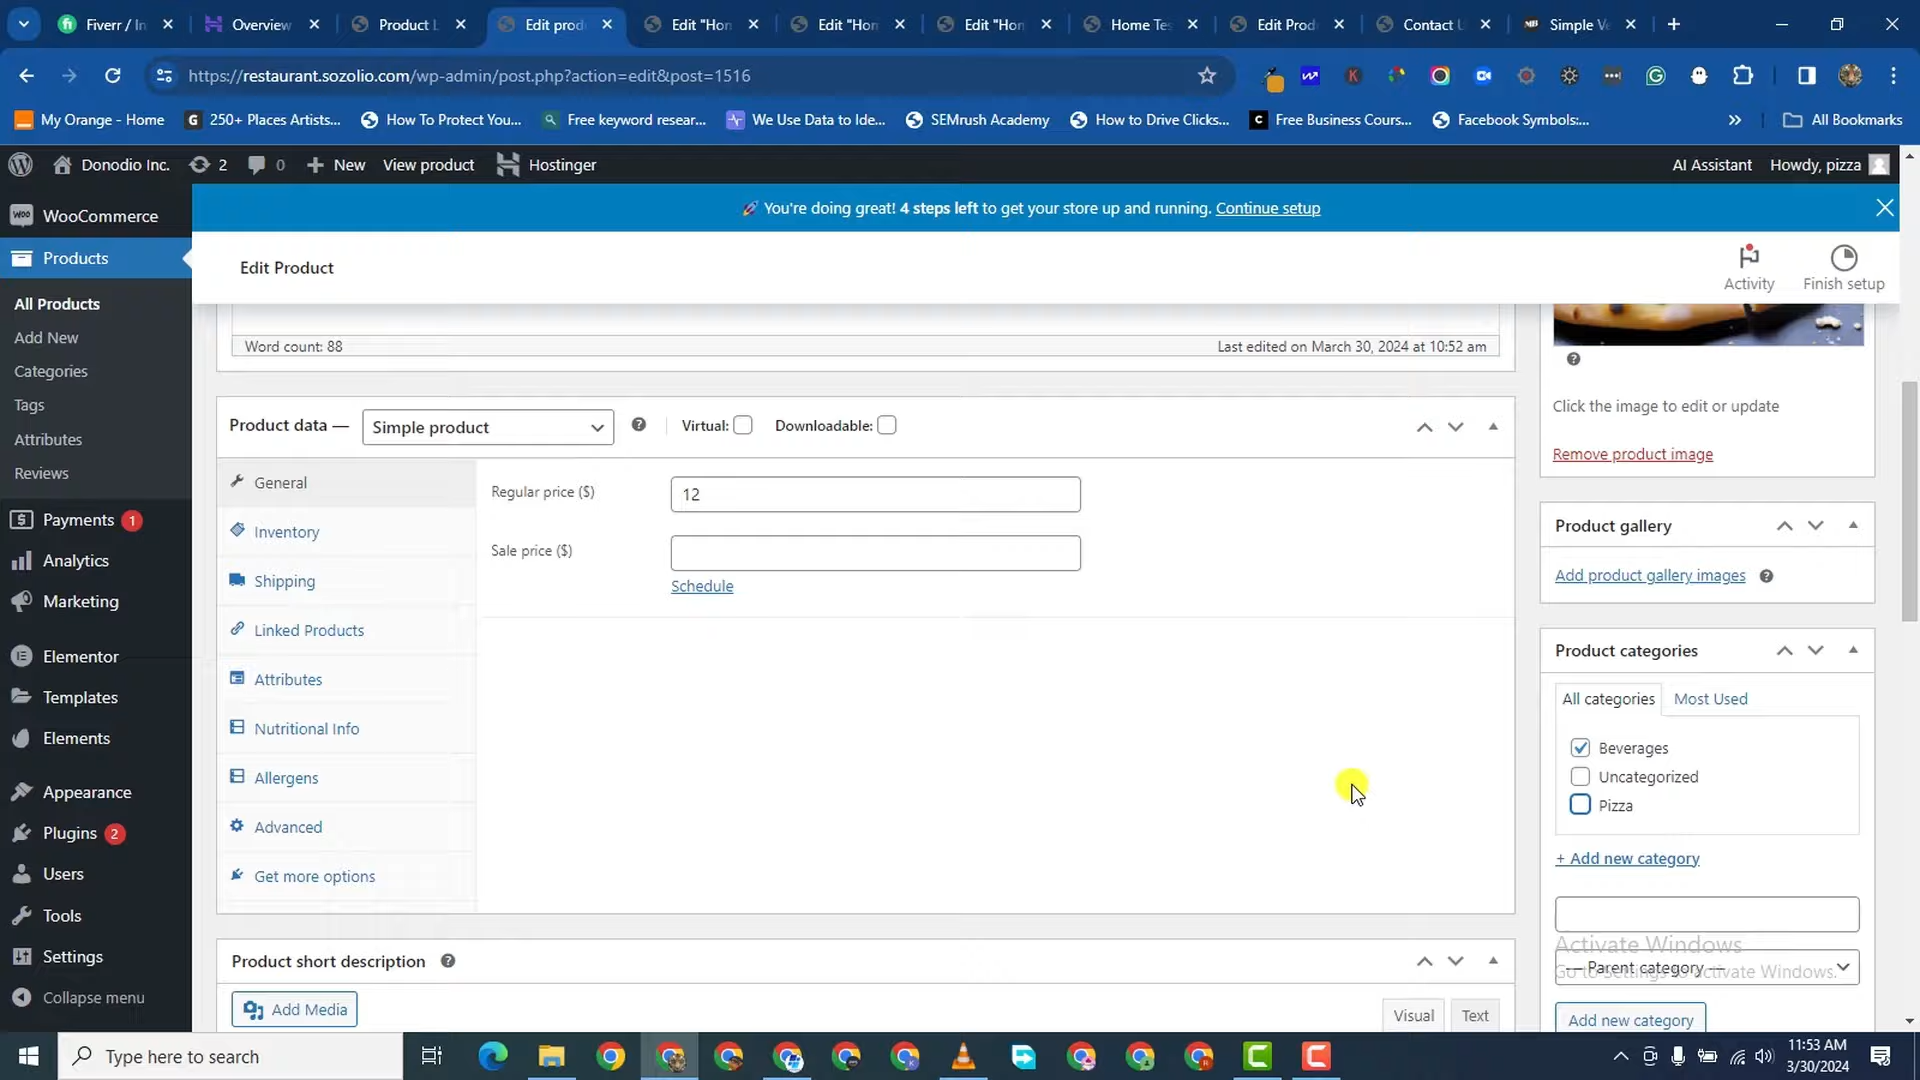 Fiverr / In
Overview
Product L
Edit prod
Edit "Hom
Edit "Hom
Edit "Hom
Home Tes
Edit Prod
Contact U
Simple Ve
https://restaurant.sozolio.com/wp-admin/post.php?action=edit&post=1516
My Orange - Home
250+ Places Artists...
How To Protect You...
Free keyword resear...
We Use Data to Ide...
SEMrush Academy
How to Drive Clicks...
Free Business Cours...
Facebook Symbols:...
All Bookmarks
Donodio Inc.
2
0
New
View product
Hostinger
AI Assistant
Howdy, pizza
WooCommerce
Products
All Products
Add New
Categories
Tags
Attributes
Reviews
Payments 1
Analytics
Marketing
Elementor
Templates
Elements
Appearance
Plugins 2
Users
Tools
Settings
Collapse menu
🚀 You're doing great! 4 steps left to get your store up and running. Continue setup
Edit Product
Activity
Finish setup
Word count: 88
Last edited on March 30, 2024 at 10:52 am
Product data —
Simple product
Virtual:
Downloadable:
General
Inventory
Shipping
Linked Products
Attributes
Nutritional Info
Allergens
Advanced
Get more options
Regular price ($)
12
Sale price ($)
Schedule
Product short description
Add Media
Visual
Text
Click the image to edit or update
Remove product image
Product gallery
Add product gallery images
Product categories
All categories
Most Used
Beverages
Uncategorized
Pizza
+ Add new category
Activate Windows
Go to Settings to activate Windows.
— Parent category —
Add new category
Type here to search
11:53 AM
3/30/2024